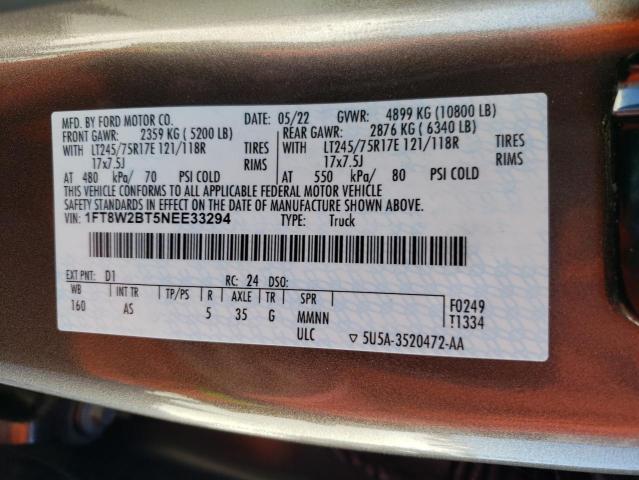 MFD. BY FORD MOTOR CO. DATE: 05/22 GVWR: 4899 KG (10800 LB)
FRONT GAWR: 2359 KG ( 5200 LB) REAR GAWR: 2876 KG ( 6340 LB)
WITH LT245/75R17E 121/118R TIRES WITH LT245/75R17E 121/118R TIRES
17x7.5J RIMS 17x7.5J RIMS
AT 480 kPa/ 70 PSI COLD AT 550 kPa/ 80 PSI COLD
THIS VEHICLE CONFORMS TO ALL APPLICABLE FEDERAL MOTOR VEHICLE
SAFETY STANDARDS IN EFFECT ON THE DATE OF MANUFACTURE SHOWN ABOVE.
VIN: 1FT8W2BT5NEE33294 TYPE: Truck
EXT PNT: D1 RC: 24 DSO:
WB INT TR TP/PS R AXLE TR SPR F0249
160 AS 5 35 G MMNN T1334
ULC ▽ 5U5A-3520472-AA